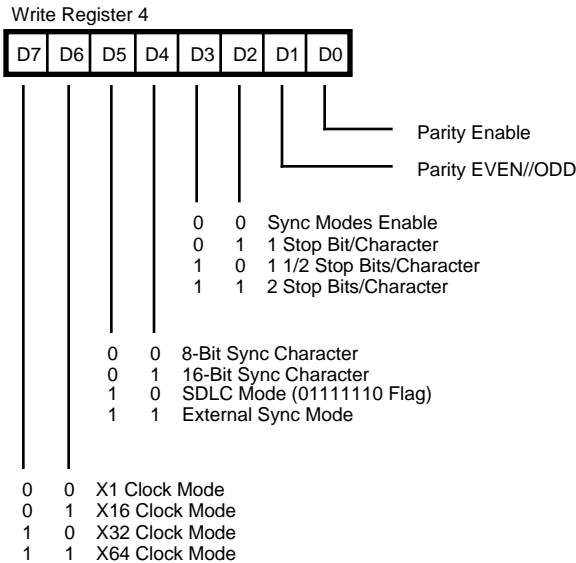 Write Register 4
D7 D6 D5 D4 D3 D2 D1 D0
Parity Enable
Parity EVEN//ODD
0 0 Sync Modes Enable
0 1 1 Stop Bit/Character
1 0 1 1/2 Stop Bits/Character
1 1 2 Stop Bits/Character
0 0 8-Bit Sync Character
0 1 16-Bit Sync Character
1 0 SDLC Mode (01111110 Flag)
1 1 External Sync Mode
0 0 X1 Clock Mode
0 1 X16 Clock Mode
1 0 X32 Clock Mode
1 1 X64 Clock Mode